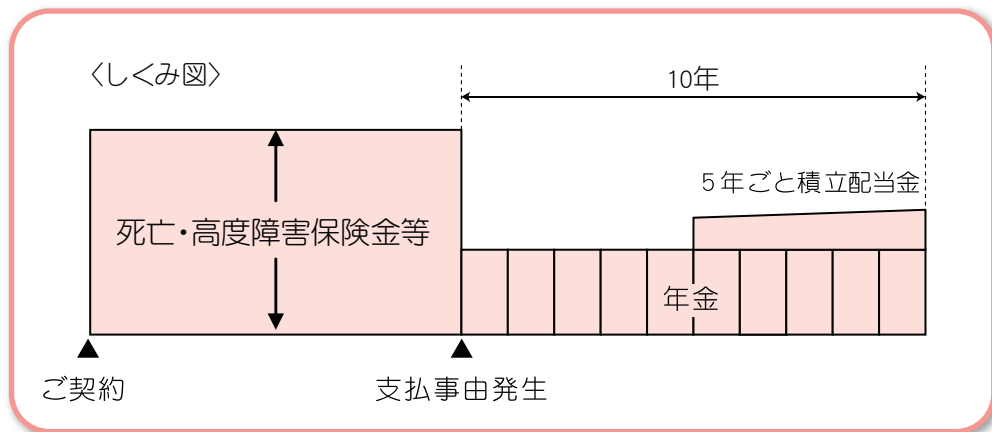 〈しくみ図〉
10年
5年ごと積立配当金
死亡・高度障害保険金等
年金
ご契約
支払事由発生